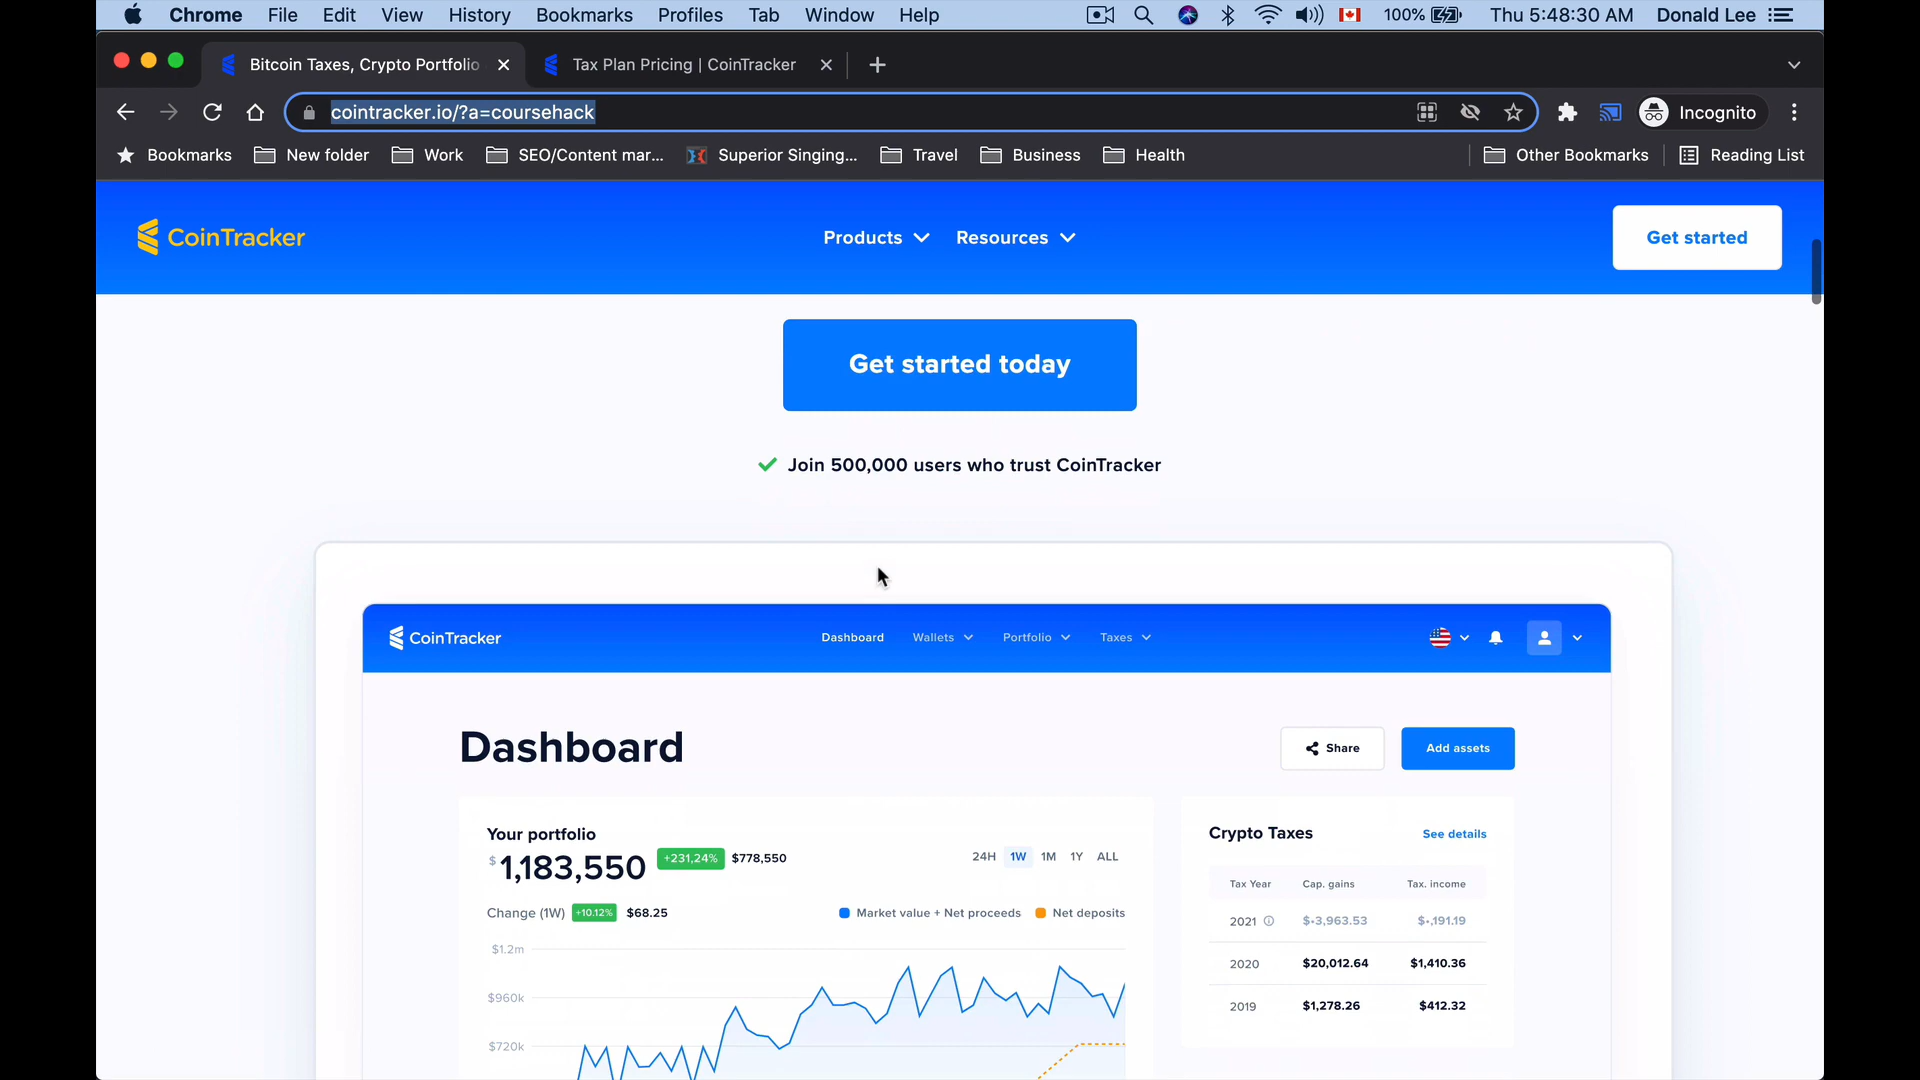 Chrome File Edit View History Bookmarks Profiles Tab Window Help 100% Thu 5:48:30 AM Donald Lee
Bitcoin Taxes, Crypto Portfolio Tax Plan Pricing | CoinTracker
cointracker.io/?a=coursehack Incognito
Bookmarks New folder Work SEO/Content mar... Superior Singing... Travel Business Health Other Bookmarks Reading List
CoinTracker Products Resources Get started
Get started today
Join 500,000 users who trust CoinTracker
CoinTracker Dashboard Wallets Portfolio Taxes
Dashboard Share Add assets
Your portfolio Crypto Taxes See details
$1,183,550 +231,24% $778,550 24H 1W 1M 1Y ALL
Tax Year Cap. gains Tax. income
Change (1W) +10.12% $68.25 Market value + Net proceeds Net deposits
2021 $-3,963.53 $-,191.19
$1.2m
2020 $20,012.64 $1,410.36
$960k
2019 $1,278.26 $412.32
$720k